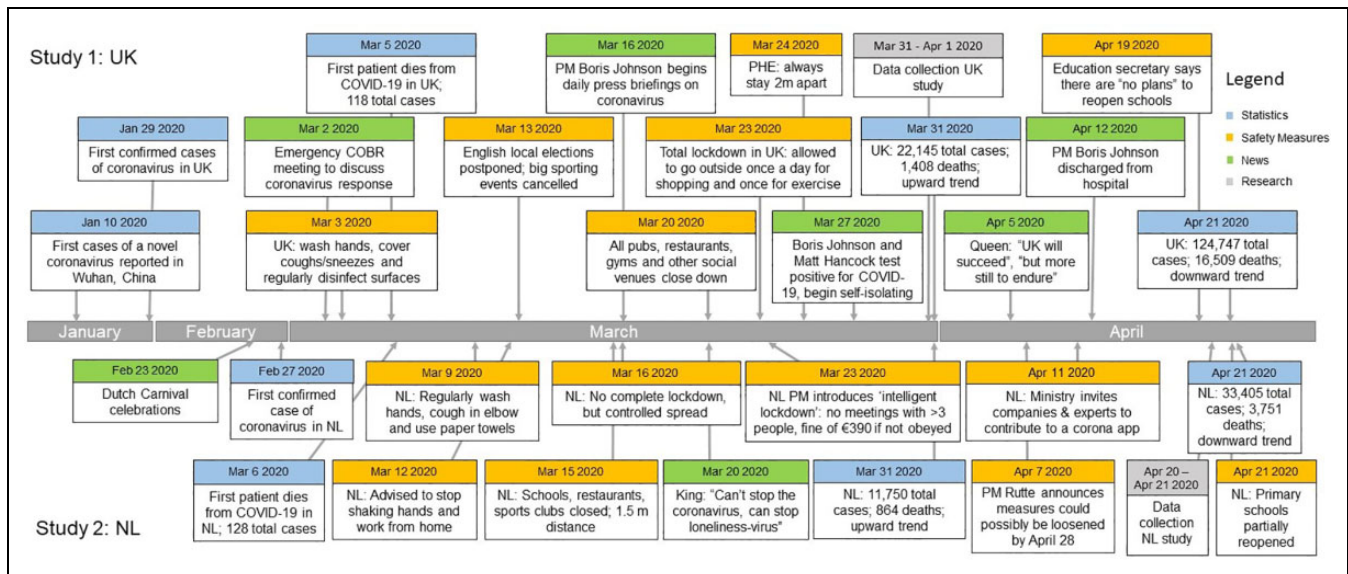 Study 1: UK
Mar 5 2020
First patient dies from
COVID-19 in UK;
118 total cases
Mar 16 2020
PM Boris Johnson begins
daily press briefings on
coronavirus
Mar 24 2020
PHE: always
stay 2m apart
Mar 31 - Apr 1 2020
Data collection UK
study
Apr 19 2020
Education secretary says
there are “no plans” to
reopen schools
Legend
Statistics
Safety Measures
News
Research
Jan 29 2020
First confirmed cases
of coronavirus in UK
Mar 2 2020
Emergency COBR
meeting to discuss
coronavirus response
Mar 13 2020
English local elections
postponed; big sporting
events cancelled
Mar 23 2020
Total lockdown in UK: allowed
to go outside once a day for
shopping and once for exercise
Mar 31 2020
UK: 22,145 total cases;
1,408 deaths;
upward trend
Apr 12 2020
PM Boris Johnson
discharged from
hospital
Jan 10 2020
First cases of a novel
coronavirus reported in
Wuhan, China
Mar 3 2020
UK: wash hands, cover
coughs/sneezes and
regularly disinfect surfaces
Mar 20 2020
All pubs, restaurants,
gyms and other social
venues close down
Mar 27 2020
Boris Johnson and
Matt Hancock test
positive for COVID-
19, begin self-isolating
Apr 5 2020
Queen: “UK will
succeed”, “but more
still to endure”
Apr 21 2020
UK: 124,747 total
cases; 16,509 deaths;
downward trend
January
February
March
April
Feb 23 2020
Dutch Carnival
celebrations
Feb 27 2020
First confirmed
case of
coronavirus in NL
Mar 9 2020
NL: Regularly wash
hands, cough in elbow
and use paper towels
Mar 16 2020
NL: No complete lockdown,
but controlled spread
Mar 23 2020
NL PM introduces ‘intelligent
lockdown’: no meetings with >3
people, fine of €390 if not obeyed
Apr 11 2020
NL: Ministry invites
companies & experts to
contribute to a corona app
Apr 21 2020
NL: 33,405 total
cases; 3,751
deaths;
downward trend
Mar 6 2020
First patient dies
from COVID-19 in
NL; 128 total cases
Mar 12 2020
NL: Advised to stop
shaking hands and
work from home
Mar 15 2020
NL: Schools, restaurants,
sports clubs closed; 1.5 m
distance
Mar 20 2020
King: “Can’t stop the
coronavirus, can stop
loneliness-virus”
Mar 31 2020
NL: 11,750 total
cases; 864 deaths;
upward trend
Apr 7 2020
PM Rutte announces
measures could
possibly be loosened
by April 28
Apr 20 –
Apr 21 2020
Data
collection
NL study
Apr 21 2020
NL: Primary
schools
partially
reopened
Study 2: NL